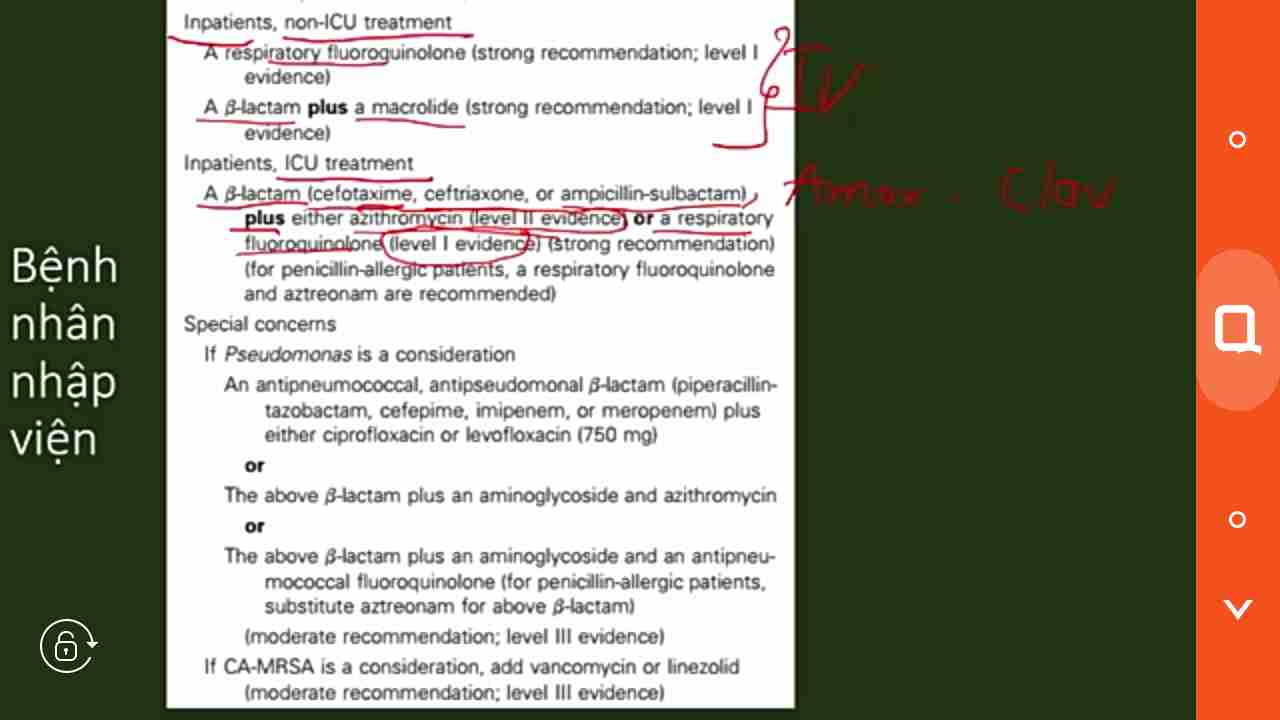 Bệnh
nhân
nhập
viện
Inpatients, non-ICU treatment
A respiratory fluoroquinolone (strong recommendation; level I
evidence)
A β-lactam plus a macrolide (strong recommendation; level I
evidence)
IV
Inpatients, ICU treatment
A β-lactam (cefotaxime, ceftriaxone, or ampicillin-sulbactam)
Amox - Clav
plus either azithromycin (level II evidence) or a respiratory
fluoroquinolone (level I evidence) (strong recommendation)
(for penicillin-allergic patients, a respiratory fluoroquinolone
and aztreonam are recommended)
Special concerns
If Pseudomonas is a consideration
An antipneumococcal, antipseudomonal β-lactam (piperacillin-
tazobactam, cefepime, imipenem, or meropenem) plus
either ciprofloxacin or levofloxacin (750 mg)
or
The above β-lactam plus an aminoglycoside and azithromycin
or
The above β-lactam plus an aminoglycoside and an antipneu-
mococcal fluoroquinolone (for penicillin-allergic patients,
substitute aztreonam for above β-lactam)
(moderate recommendation; level III evidence)
If CA-MRSA is a consideration, add vancomycin or linezolid
(moderate recommendation; level III evidence)